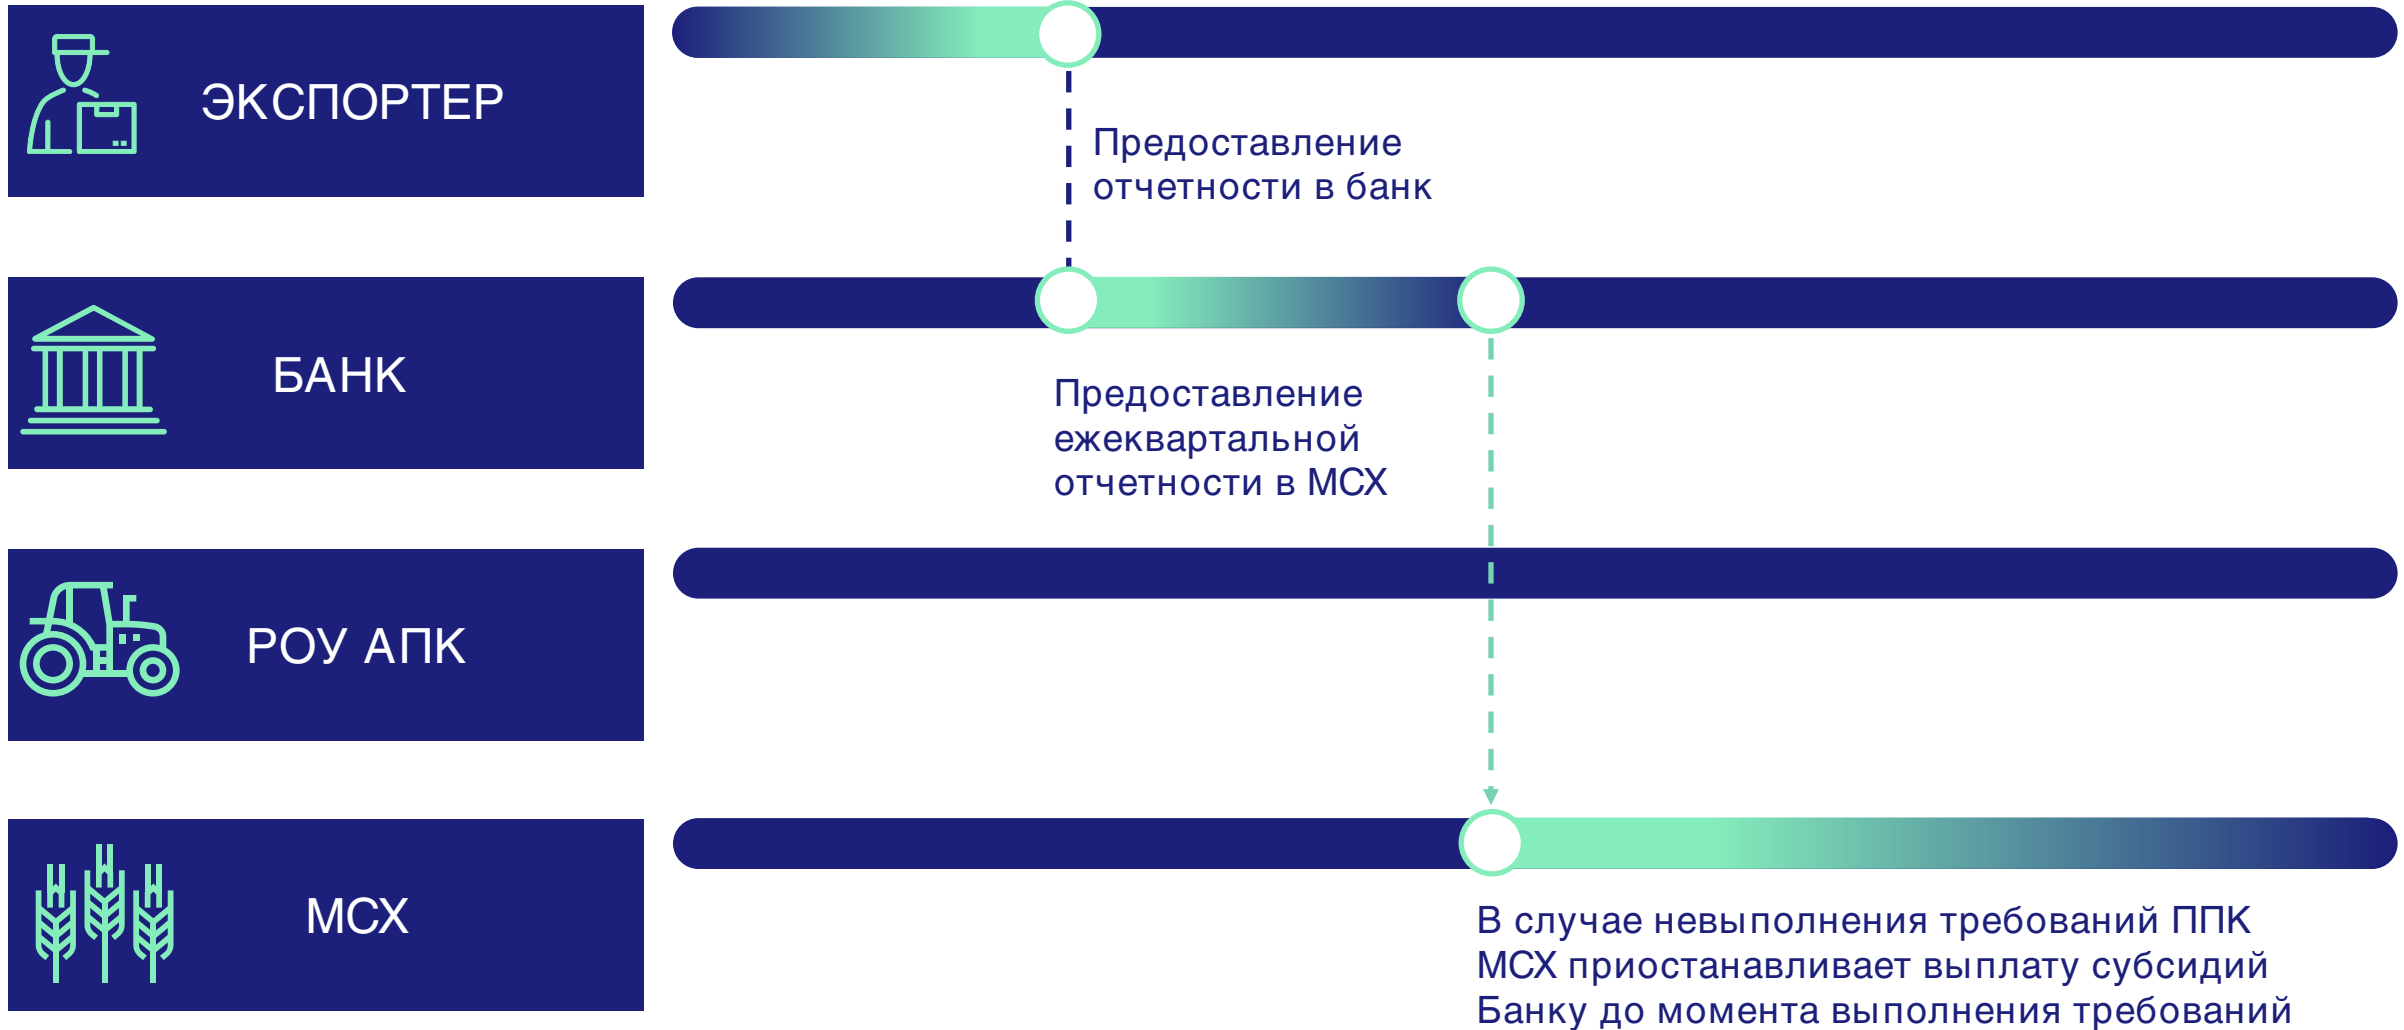 ЭКСПОРТЕР
Предоставление
отчетности в банк
БАНК
Предоставление
ежеквартальной
отчетности в МСХ
РОУ АПК
МСХ
В случае невыполнения требований ППК
МСХ приостанавливает выплату субсидий
Банку до момента выполнения требований